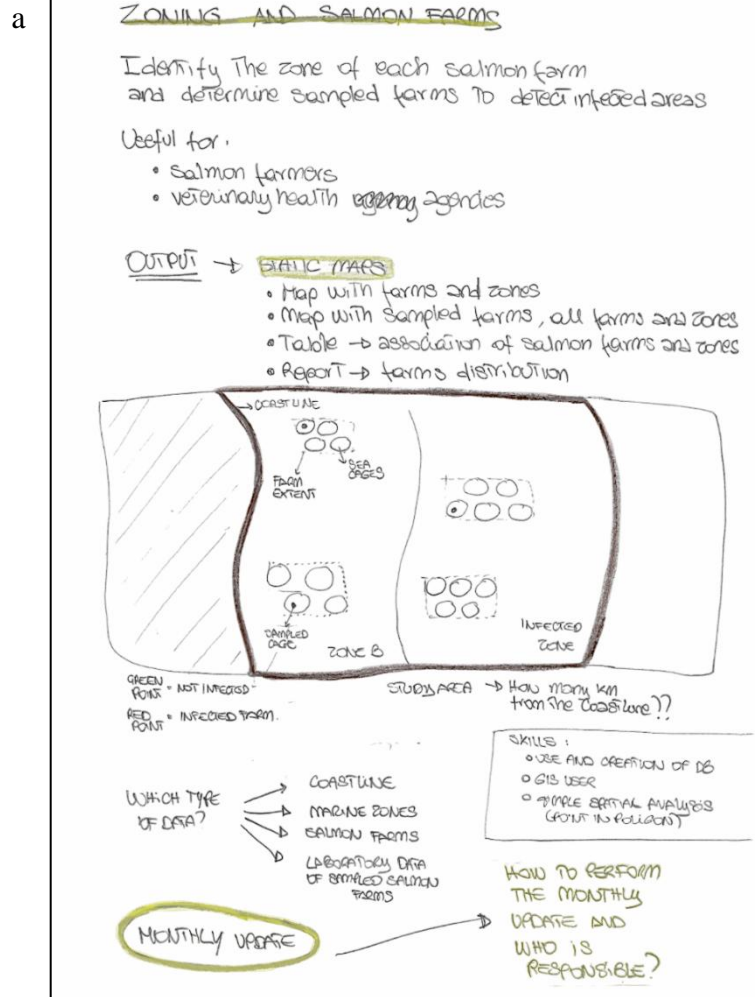 a
ZONING AND SALMON FARMS
Identify the zone of each salmon farm
and determine sampled farms to detect infected areas
Useful for:
• salmon farmers
• veterinary health agencies
OUTPUT → STATIC MAPS
• Map with farms and zones
• Map with sampled farms, all farms and zones
• Table → association of salmon farms and zones
• Report → farms distribution
→ COASTLINE
FARM
EXTENT
SEA
CAGES
SAMPLED
CAGE
ZONE B
INFECTED
ZONE
GREEN
POINT = NOT INFECTED
RED
POINT = INFECTED FARM.
STUDY AREA → How many km
from the coastline??
SKILLS:
• USE AND CREATION OF DB
• GIS USER
• SIMPLE SPATIAL ANALYSIS
(POINT IN POLIGON)
WHICH TYPE
OF DATA?
COASTLINE
MARINE ZONES
SALMON FARMS
LABORATORY DATA
OF SAMPLED SALMON
FARMS
MONTHLY UPDATE
HOW TO PERFORM
THE MONTHLY
UPDATE AND
WHO IS
RESPONSIBLE?